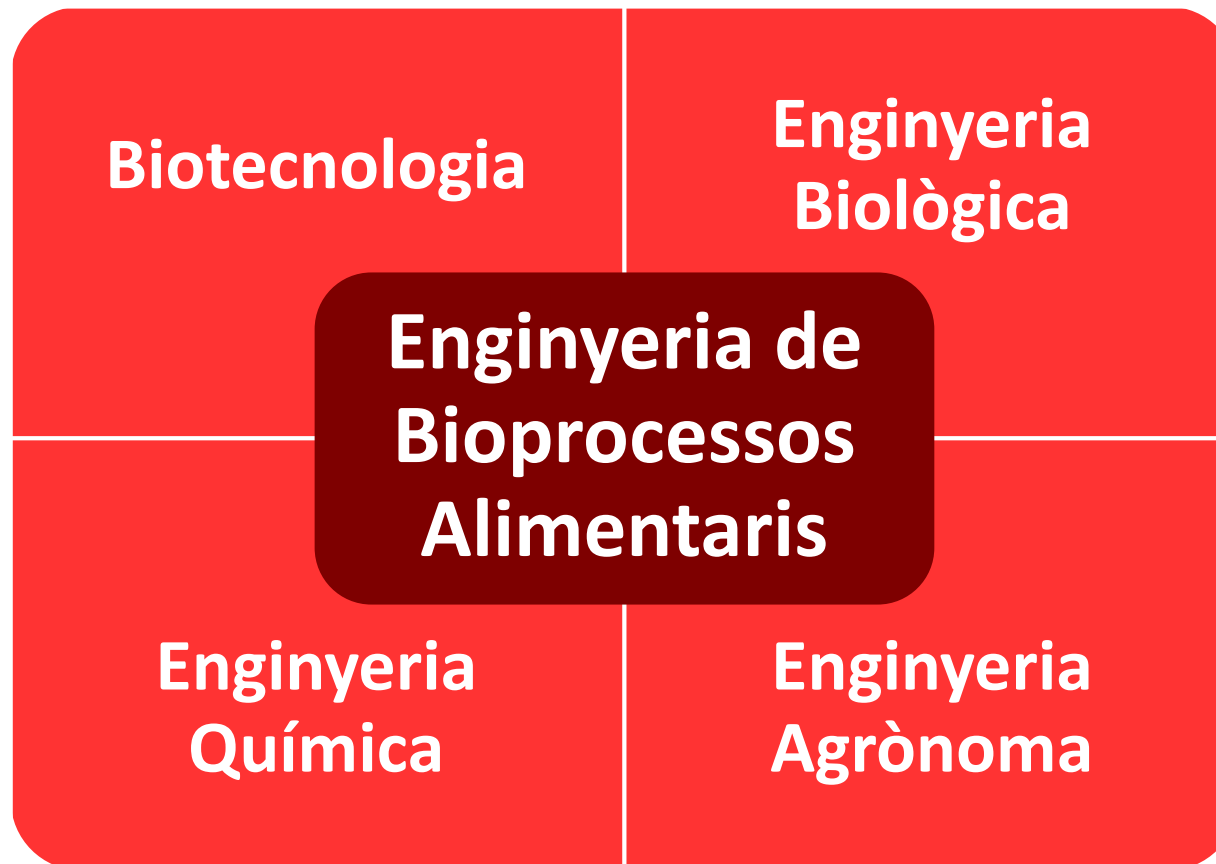 Biotecnologia
Enginyeria
Biològica
Enginyeria de
Bioprocessos
Alimentaris
Enginyeria
Química
Enginyeria
Agrònoma